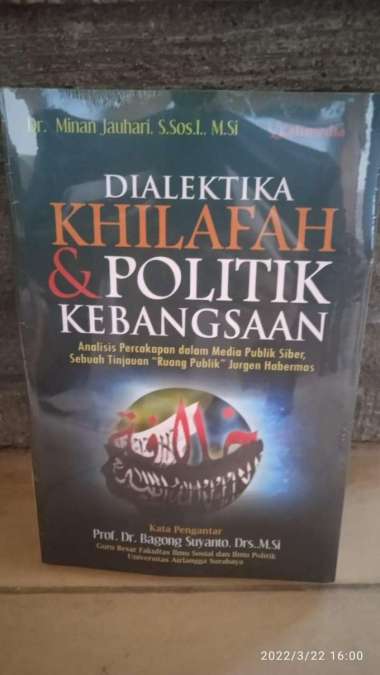 Dr. Minan Jauhari, S.Sos.I., M.Si
DIALEKTIKA
KHILAFAH
& POLITIK
KEBANGSAAN
Analisis Percakapan dalam Media Publik Siber,
Sebuah Tinjauan "Ruang Publik" Jurgen Habermas
Kata Pengantar
Prof. Dr. Bagong Suyanto, Drs.,M.Si
Guru Besar Fakultas Ilmu Sosial dan Ilmu Politik
Universitas Airlangga Surabaya
2022/3/22 16:00